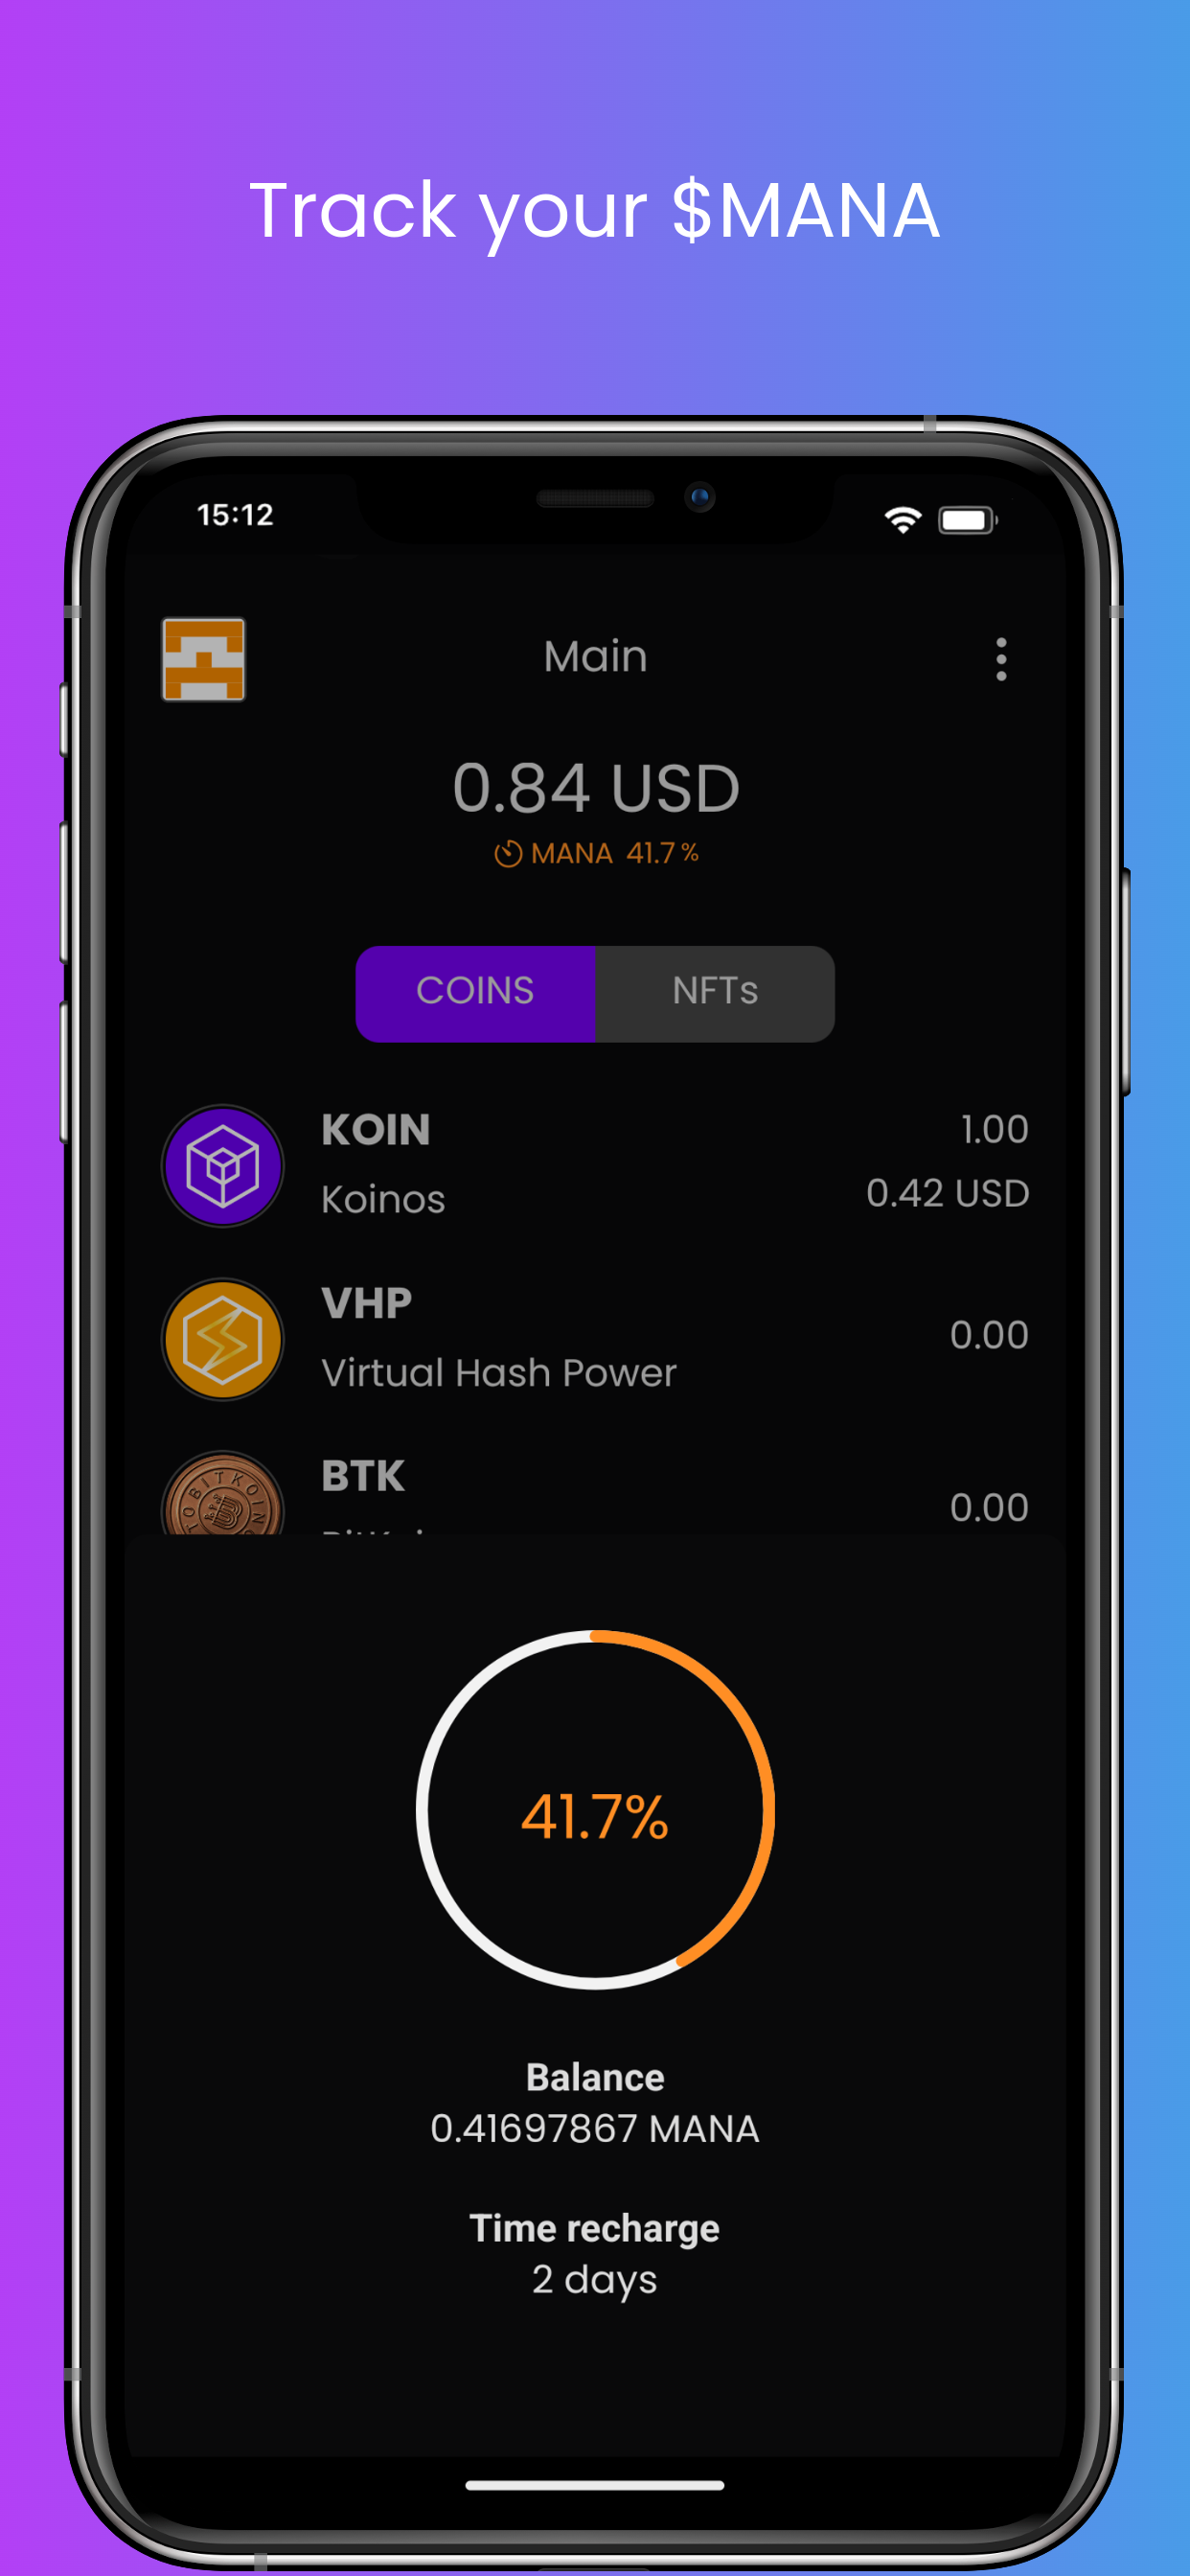 Track your $MANA
15:12
Main
0.84 USD
MANA 41.7 %
COINS NFTs
KOIN 1.00
Koinos 0.42 USD
VHP
Virtual Hash Power 0.00
BTK
0.00
41.7%
Balance
0.41697867 MANA
Time recharge
2 days